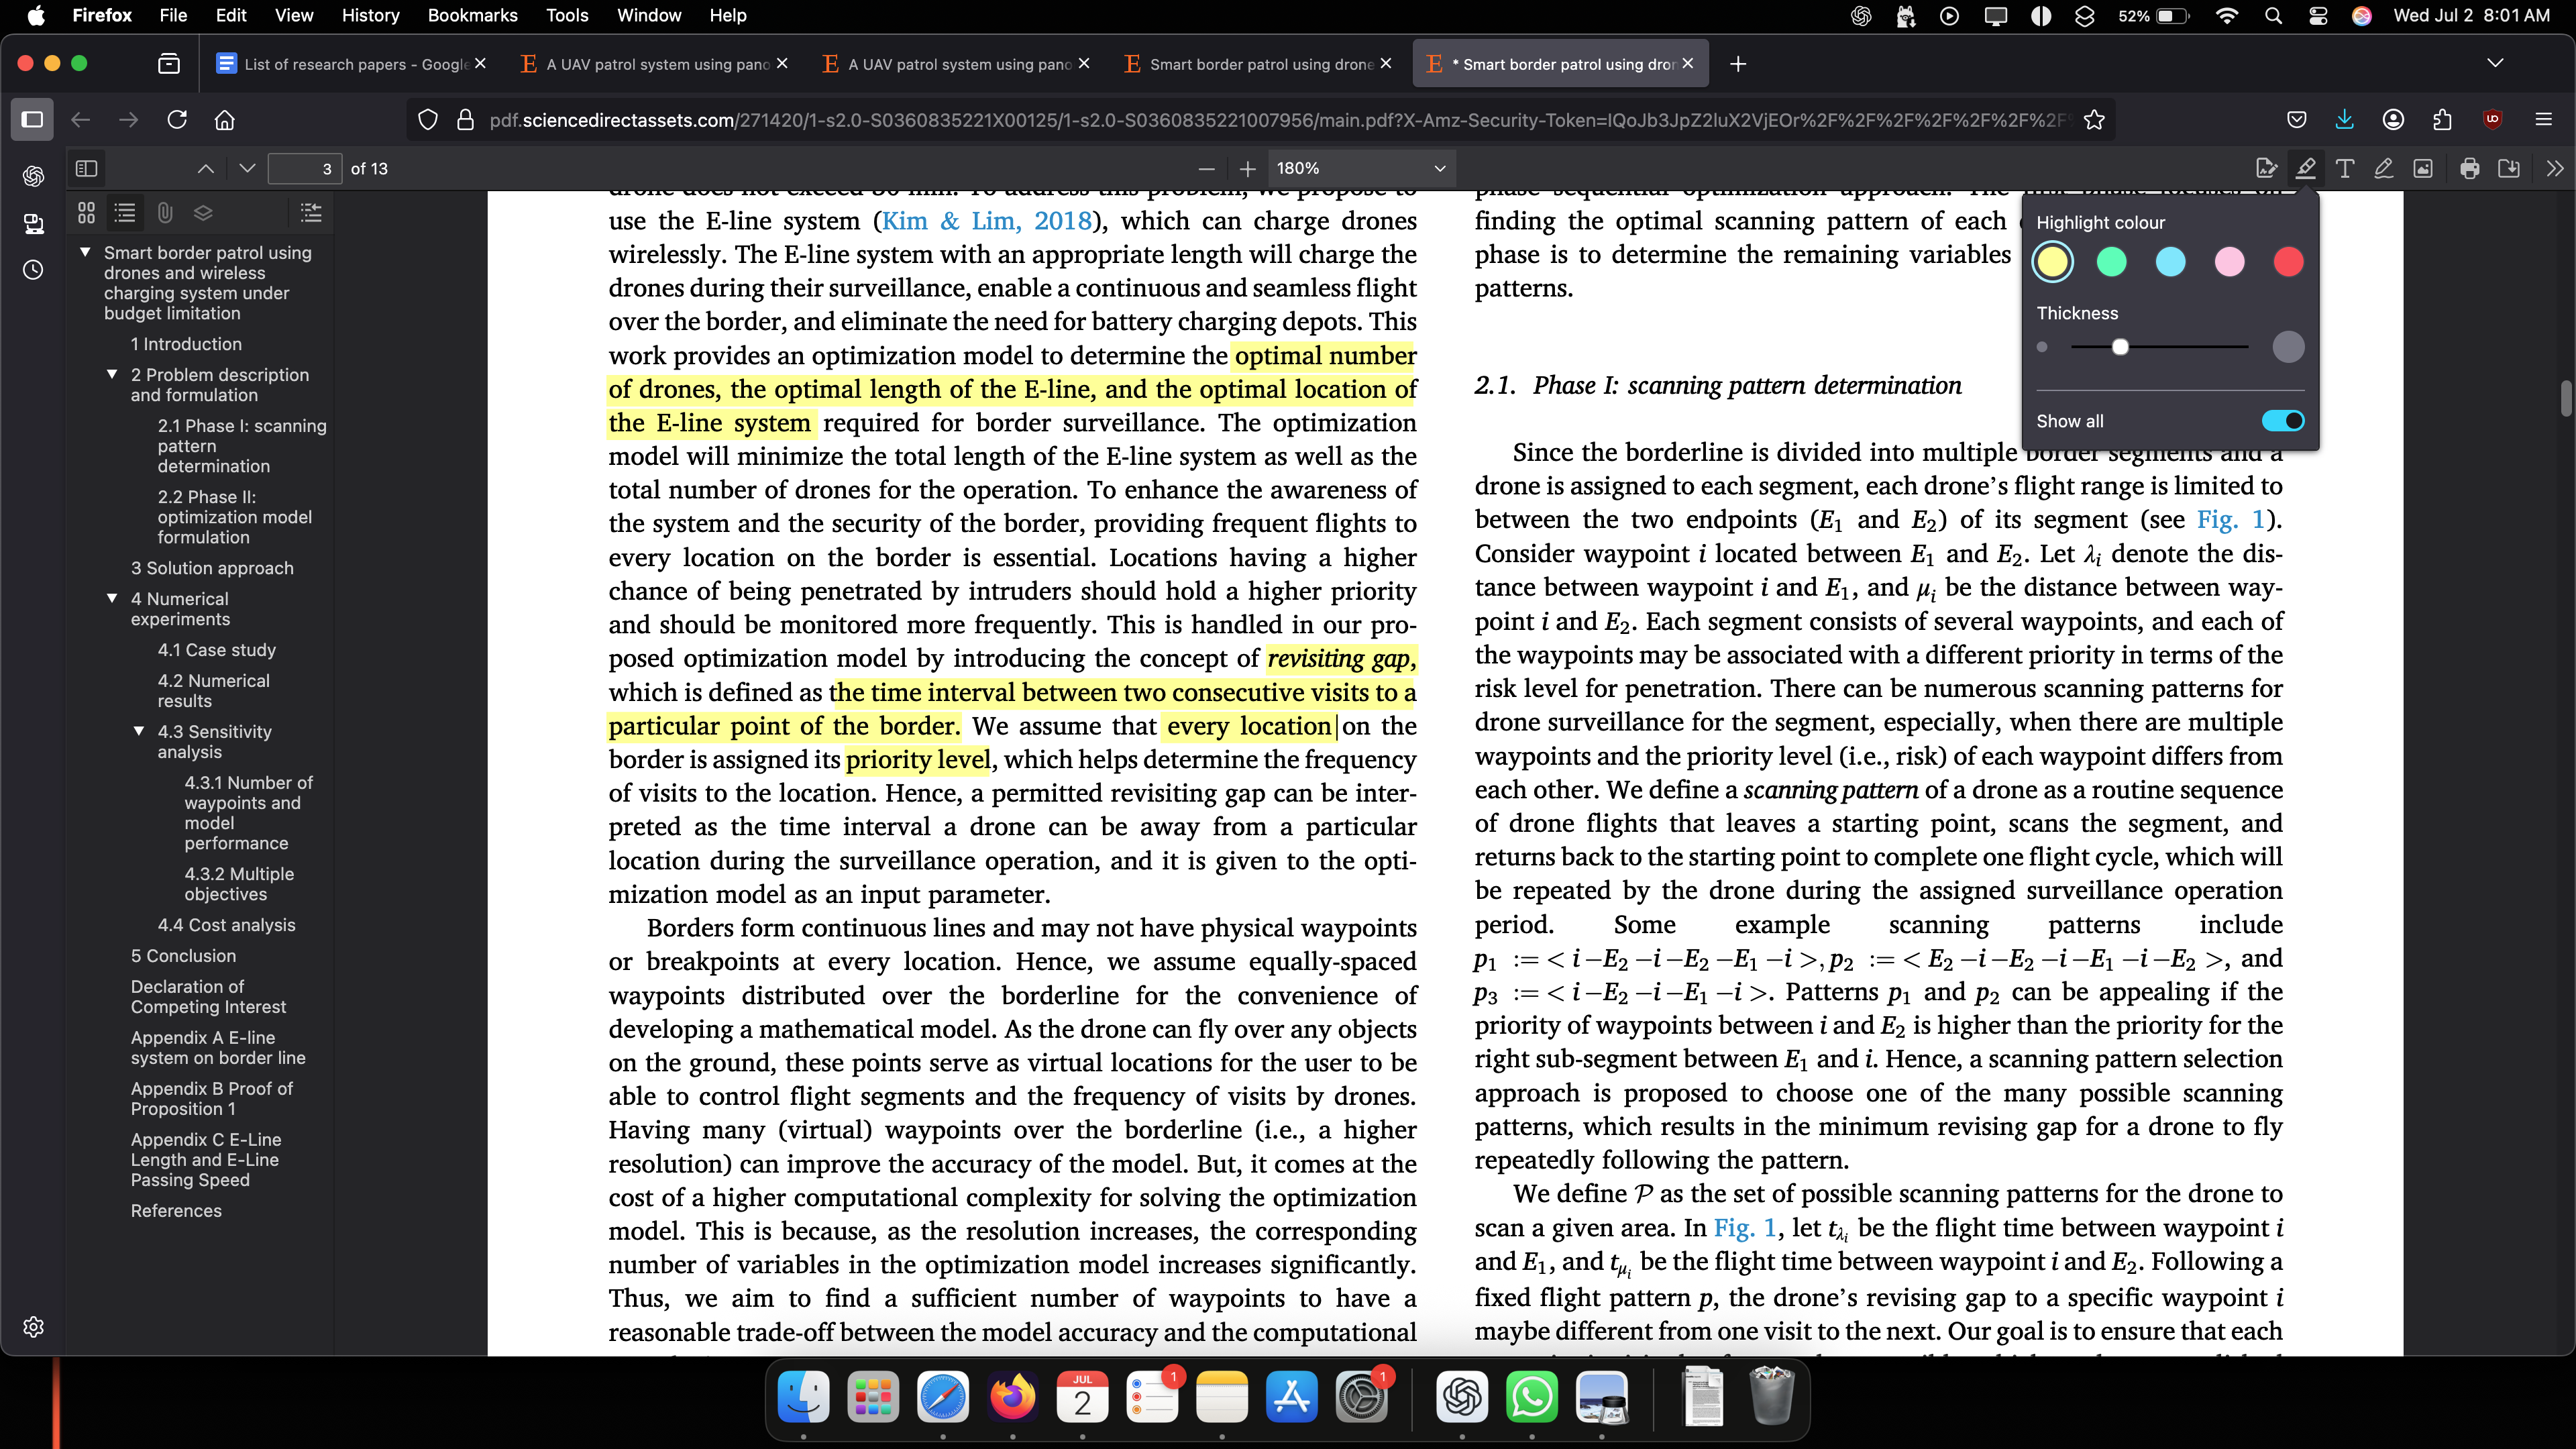 Firefox File Edit View History Bookmarks Tools Window Help 52% Wed Jul 2 8:01 AM
List of research papers - Google
A UAV patrol system using pano
A UAV patrol system using pano
Smart border patrol using drone
* Smart border patrol using dron
pdf.sciencedirectassets.com/271420/1-s2.0-S0360835221X00125/1-s2.0-S0360835221007956/main.pdf?X-Amz-Security-Token=IQoJb3JpZ2luX2VjEOr%2F%2F%2F%2F%2F%2F%2F%2F
3 of 13
180%
Smart border patrol using
drones and wireless
charging system under
budget limitation
1 Introduction
2 Problem description
and formulation
2.1 Phase I: scanning
pattern
determination
2.2 Phase II:
optimization model
formulation
3 Solution approach
4 Numerical
experiments
4.1 Case study
4.2 Numerical
results
4.3 Sensitivity
analysis
4.3.1 Number of
waypoints and
model
performance
4.3.2 Multiple
objectives
4.4 Cost analysis
5 Conclusion
Declaration of
Competing Interest
Appendix A E-line
system on border line
Appendix B Proof of
Proposition 1
Appendix C E-Line
Length and E-Line
Passing Speed
References
use the E-line system (Kim & Lim, 2018), which can charge drones
wirelessly. The E-line system with an appropriate length will charge the
drones during their surveillance, enable a continuous and seamless flight
over the border, and eliminate the need for battery charging depots. This
work provides an optimization model to determine the optimal number
of drones, the optimal length of the E-line, and the optimal location of
the E-line system required for border surveillance. The optimization
model will minimize the total length of the E-line system as well as the
total number of drones for the operation. To enhance the awareness of
the system and the security of the border, providing frequent flights to
every location on the border is essential. Locations having a higher
chance of being penetrated by intruders should hold a higher priority
and should be monitored more frequently. This is handled in our pro-
posed optimization model by introducing the concept of revisiting gap,
which is defined as the time interval between two consecutive visits to a
particular point of the border. We assume that every location on the
border is assigned its priority level, which helps determine the frequency
of visits to the location. Hence, a permitted revisiting gap can be inter-
preted as the time interval a drone can be away from a particular
location during the surveillance operation, and it is given to the opti-
mization model as an input parameter.
Borders form continuous lines and may not have physical waypoints
or breakpoints at every location. Hence, we assume equally-spaced
waypoints distributed over the borderline for the convenience of
developing a mathematical model. As the drone can fly over any objects
on the ground, these points serve as virtual locations for the user to be
able to control flight segments and the frequency of visits by drones.
Having many (virtual) waypoints over the borderline (i.e., a higher
resolution) can improve the accuracy of the model. But, it comes at the
cost of a higher computational complexity for solving the optimization
model. This is because, as the resolution increases, the corresponding
number of variables in the optimization model increases significantly.
Thus, we aim to find a sufficient number of waypoints to have a
reasonable trade-off between the model accuracy and the computational
finding the optimal scanning pattern of each
phase is to determine the remaining variables
patterns.
2.1. Phase I: scanning pattern determination
Since the borderline is divided into multiple border segments and a
drone is assigned to each segment, each drone's flight range is limited to
between the two endpoints (E₁ and E₂) of its segment (see Fig. 1).
Consider waypoint i located between E₁ and E₂. Let λᵢ denote the dis-
tance between waypoint i and E₁, and μᵢ be the distance between way-
point i and E₂. Each segment consists of several waypoints, and each of
the waypoints may be associated with a different priority in terms of the
risk level for penetration. There can be numerous scanning patterns for
drone surveillance for the segment, especially, when there are multiple
waypoints and the priority level (i.e., risk) of each waypoint differs from
each other. We define a scanning pattern of a drone as a routine sequence
of drone flights that leaves a starting point, scans the segment, and
returns back to the starting point to complete one flight cycle, which will
be repeated by the drone during the assigned surveillance operation
period. Some example scanning patterns include
p₁ := < i−E₂−i−E₂−E₁−i >, p₂ := < E₂−i−E₂−i−E₁−i−E₂ >, and
p₃ := < i−E₂−i−E₁−i >. Patterns p₁ and p₂ can be appealing if the
priority of waypoints between i and E₂ is higher than the priority for the
right sub-segment between E₁ and i. Hence, a scanning pattern selection
approach is proposed to choose one of the many possible scanning
patterns, which results in the minimum revising gap for a drone to fly
repeatedly following the pattern.
We define 𝒫 as the set of possible scanning patterns for the drone to
scan a given area. In Fig. 1, let tλᵢ be the flight time between waypoint i
and E₁, and tμᵢ be the flight time between waypoint i and E₂. Following a
fixed flight pattern p, the drone's revising gap to a specific waypoint i
maybe different from one visit to the next. Our goal is to ensure that each
Highlight colour
Thickness
Show all
JUL
2
1
1